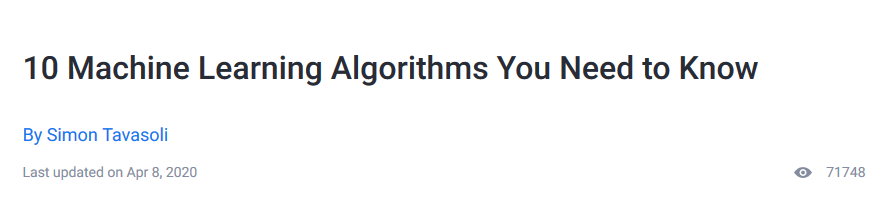 10 Machine Learning Algorithms You Need to Know
By Simon Tavasoli
Last updated on Apr 8, 2020 71748